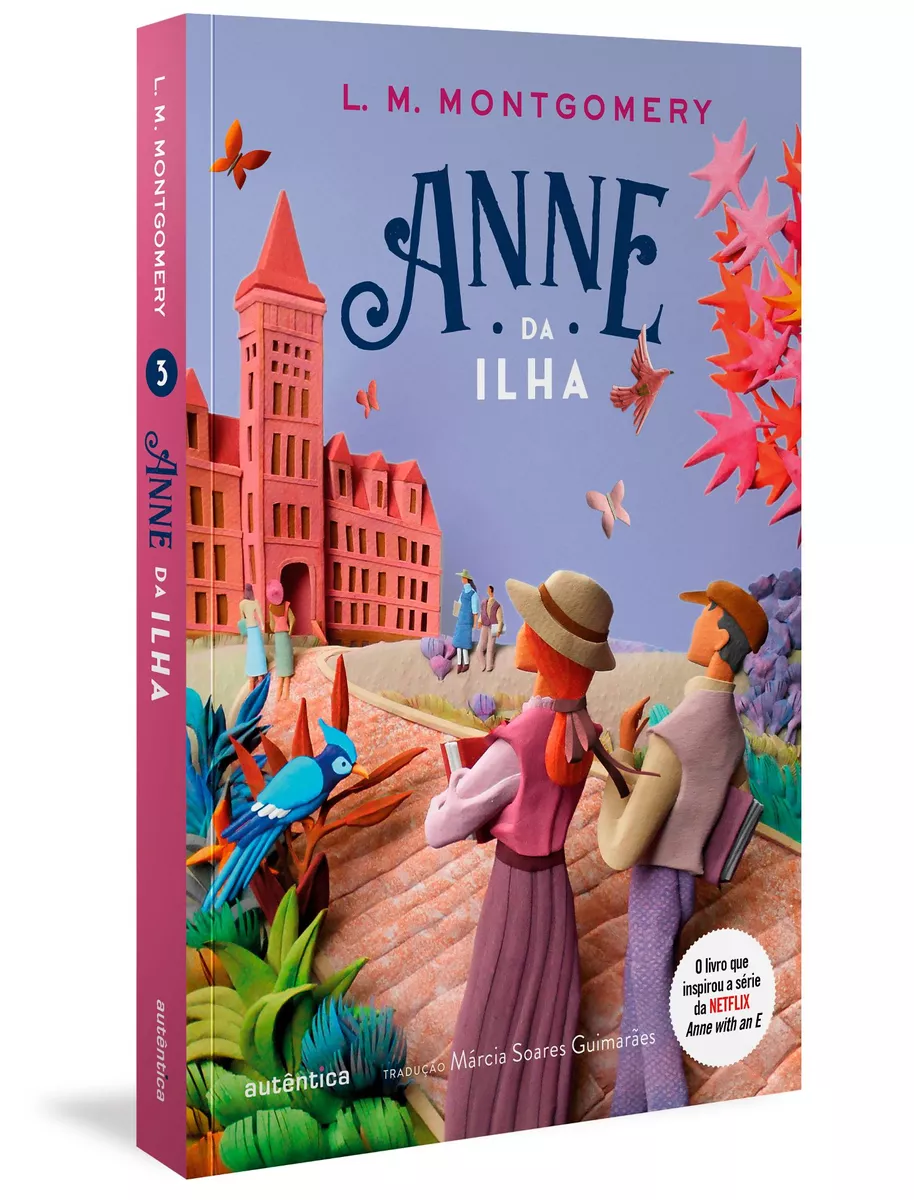 L. M. MONTGOMERY
3
ANNE
DA
ILHA
autêntica
L. M. MONTGOMERY
ANNE
· DA ·
ILHA
O livro que
inspirou a série
da NETFLIX
Anne with an E
autêntica
TRADUÇÃO Márcia Soares Guimarães